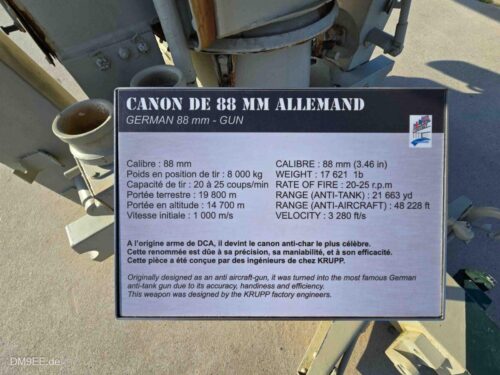 CANON DE 88 MM ALLEMAND
GERMAN 88 mm - GUN
Calibre : 88 mm
Poids en position de tir : 8 000 kg
Capacité de tir : 20 à 25 coups/min
Portée terrestre : 19 800 m
Portée en altitude : 14 700 m
Vitesse initiale : 1 000 m/s
CALIBRE : 88 mm (3.46 in)
WEIGHT : 17 621 lb
RATE OF FIRE : 20-25 r.p.m
RANGE (ANTI-TANK) : 21 663 yd
RANGE (ANTI-AIRCRAFT) : 48 228 ft
VELOCITY : 3 280 ft/s
A l'origine arme de DCA, il devint le canon anti-char le plus célèbre.
Cette renommée est dûe à sa précision, sa maniabilité, et à son efficacité.
Cette pièce a été conçue par des ingénieurs de chez KRUPP.
Originally designed as an anti aircraft-gun, it was turned into the most famous German
anti-tank gun due to its accuracy, handiness and efficiency.
This weapon was designed by the KRUPP factory engineers.
DM9EE.de